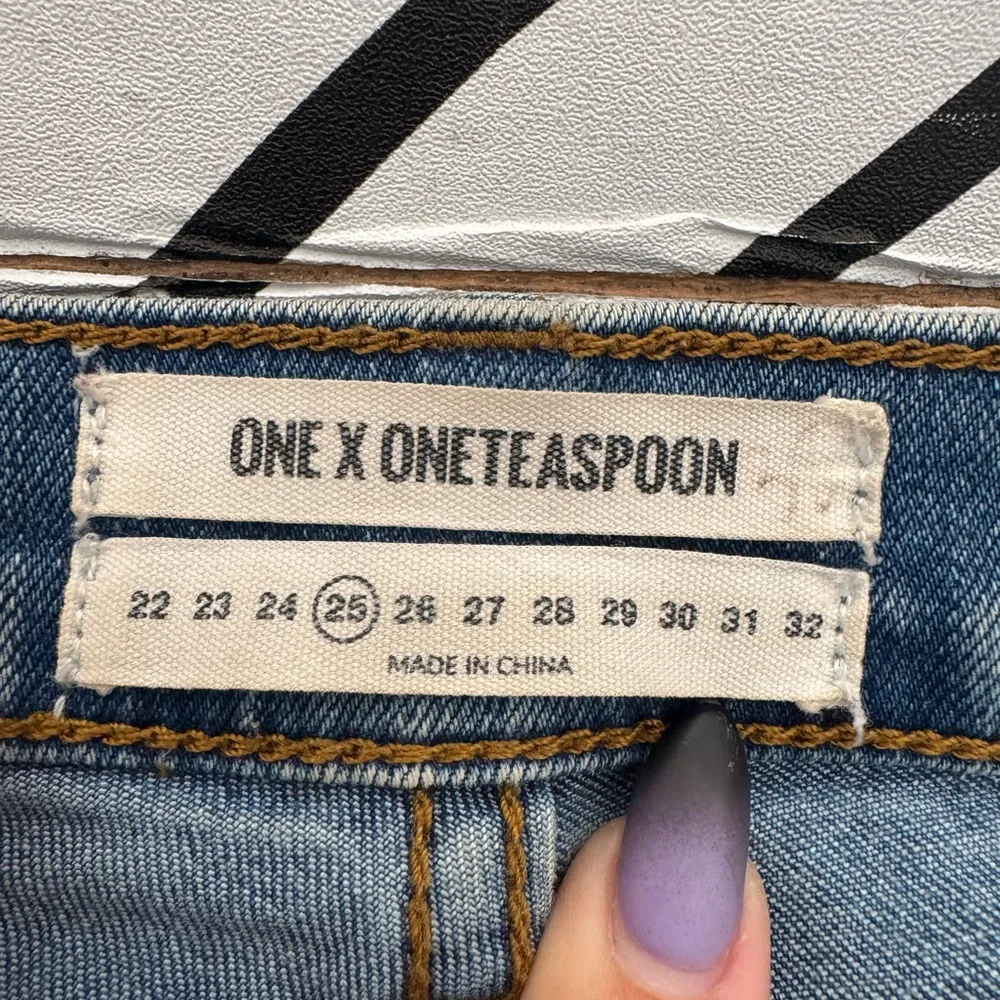 ONE X ONETEASPOON
22 23 24 25 26 27 28 29 30 31 32
MADE IN CHINA